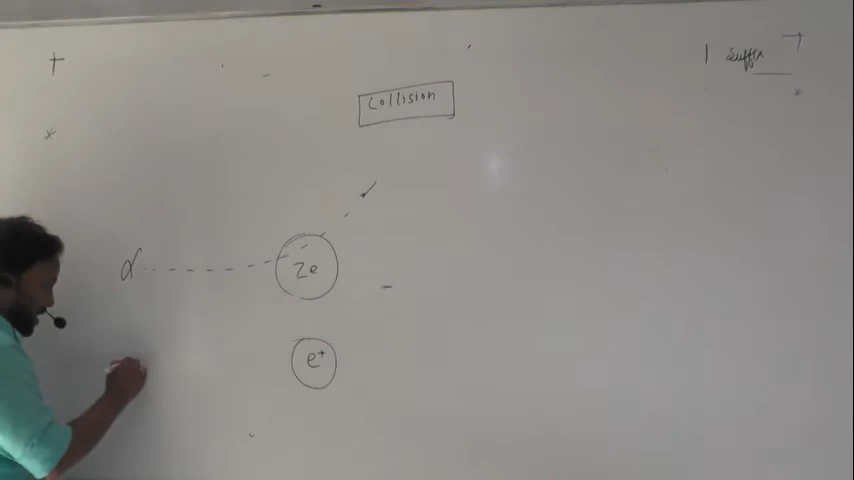 Suffix
Collision
α
Ze
e+